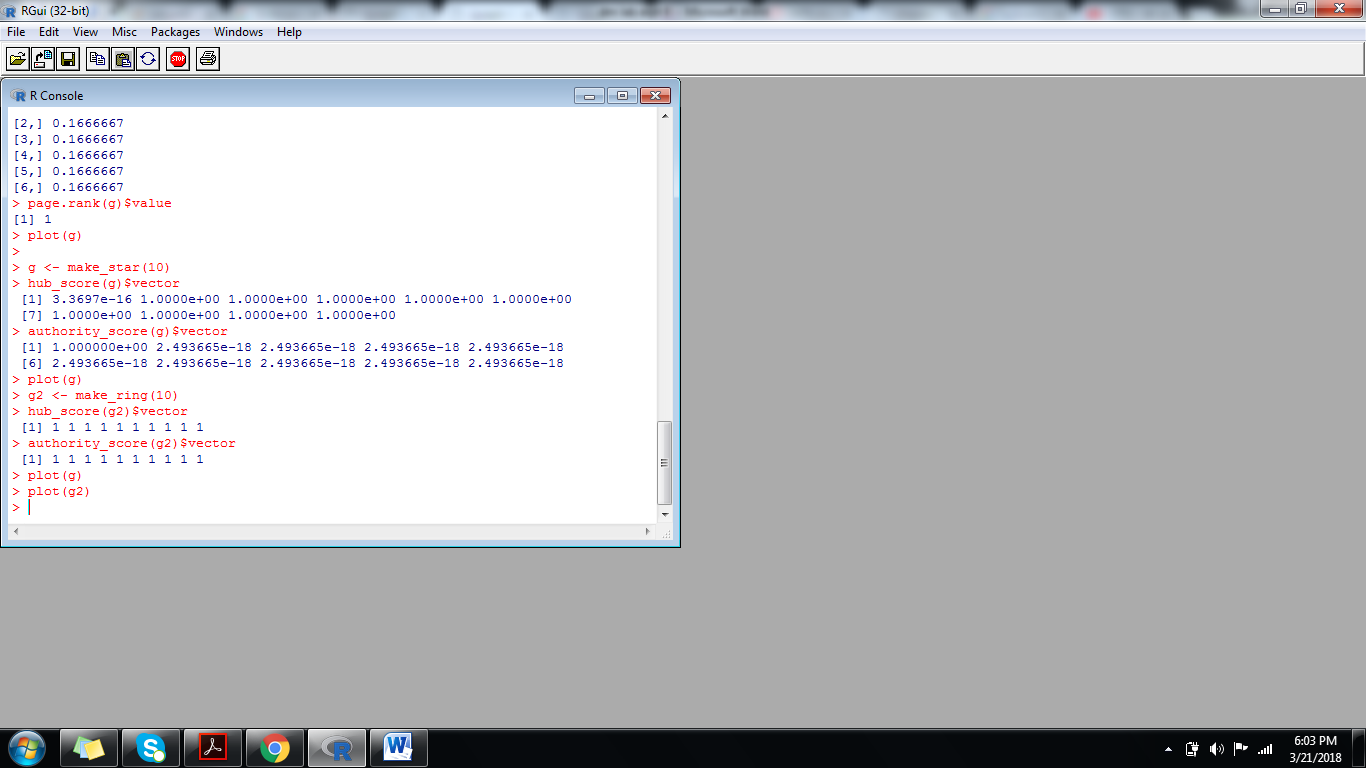 RGui (32-bit)
File Edit View Misc Packages Windows Help
STOP
R Console
[2,] 0.1666667
[3,] 0.1666667
[4,] 0.1666667
[5,] 0.1666667
[6,] 0.1666667
> page.rank(g)$value
[1] 1
> plot(g)
>
> g <- make_star(10)
> hub_score(g)$vector
[1] 3.3697e-16 1.0000e+00 1.0000e+00 1.0000e+00 1.0000e+00 1.0000e+00
[7] 1.0000e+00 1.0000e+00 1.0000e+00 1.0000e+00
> authority_score(g)$vector
[1] 1.000000e+00 2.493665e-18 2.493665e-18 2.493665e-18 2.493665e-18
[6] 2.493665e-18 2.493665e-18 2.493665e-18 2.493665e-18 2.493665e-18
> plot(g)
> g2 <- make_ring(10)
> hub_score(g2)$vector
[1] 1 1 1 1 1 1 1 1 1 1
> authority_score(g2)$vector
[1] 1 1 1 1 1 1 1 1 1 1
> plot(g)
> plot(g2)
>
6:03 PM
3/21/2018